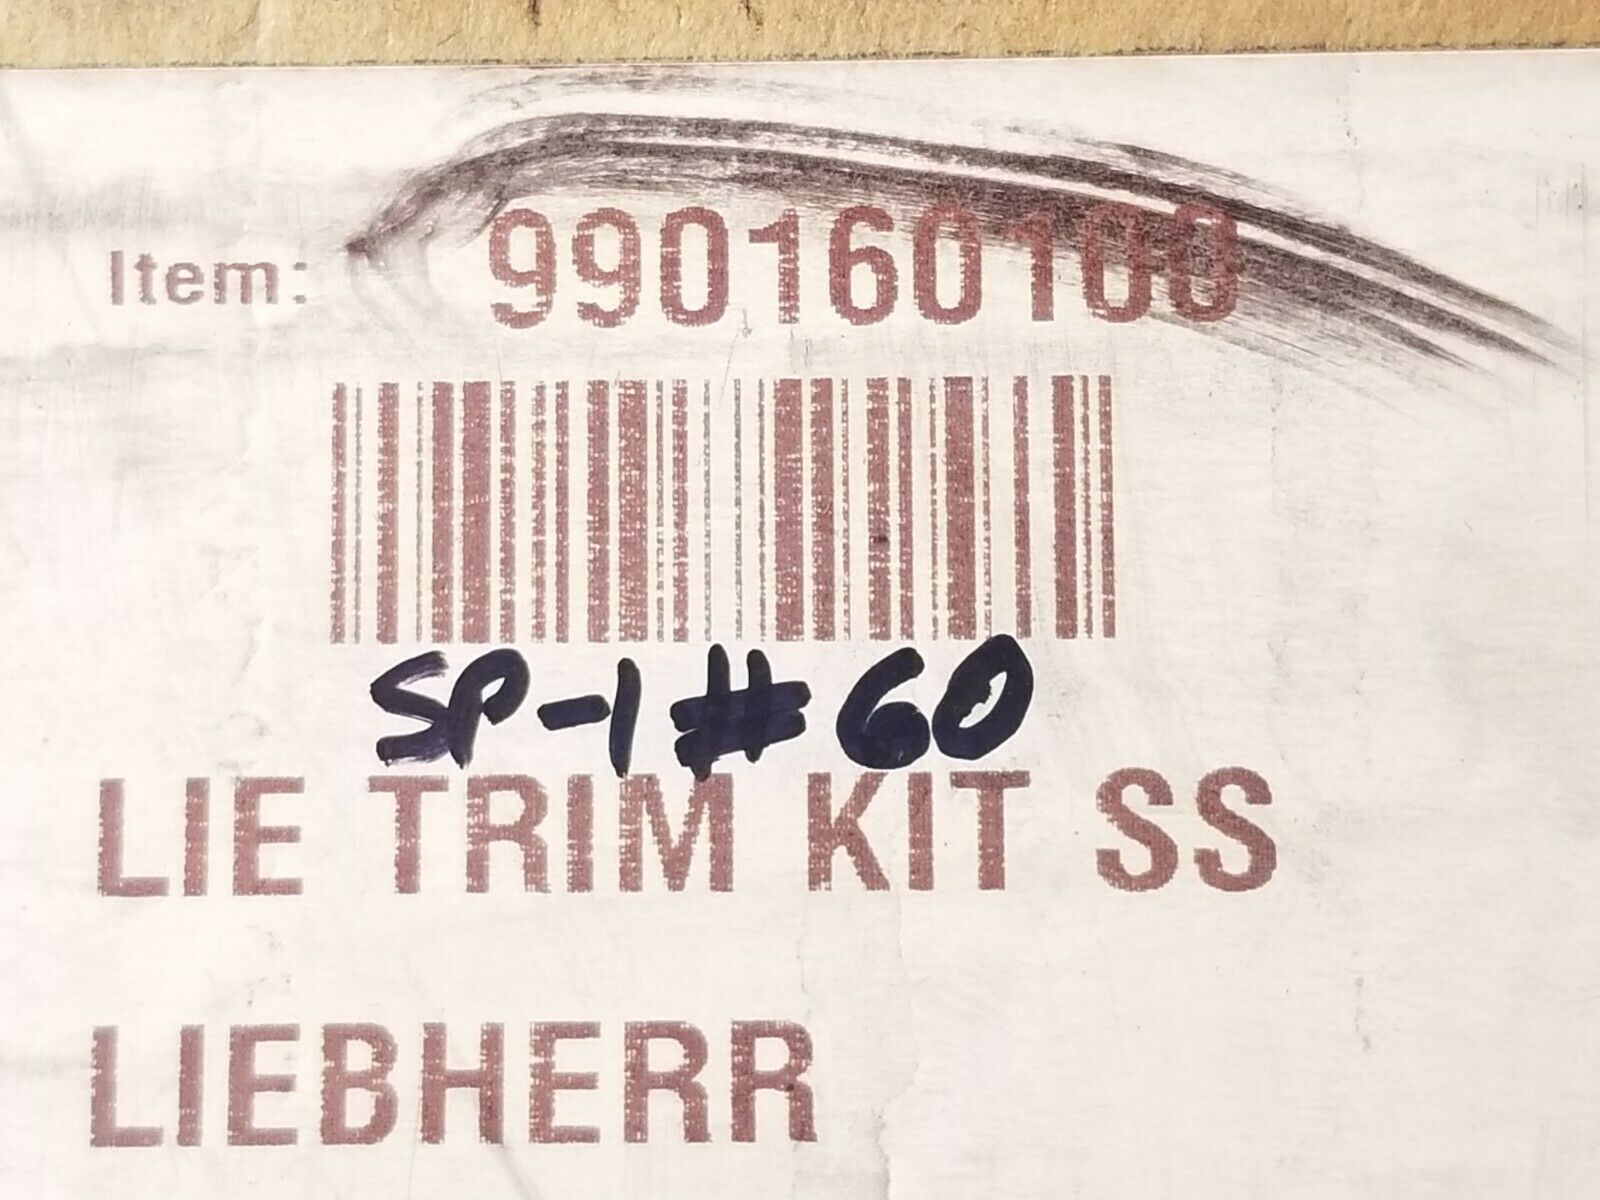 Item: 990160100
SP-1 #60
LIE TRIM KIT SS
LIEBHERR